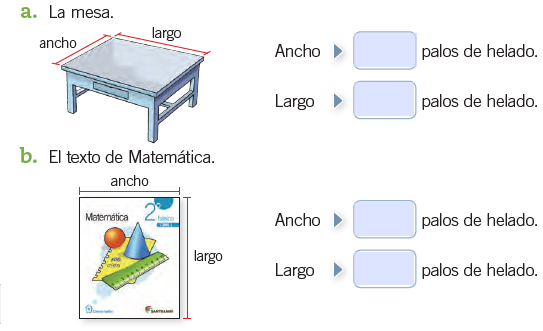 a. La mesa.
ancho
largo
Ancho palos de helado.
Largo palos de helado.
b. El texto de Matemática.
ancho
Matemática 2° básico
largo
SANTILLANA
Ancho palos de helado.
Largo palos de helado.